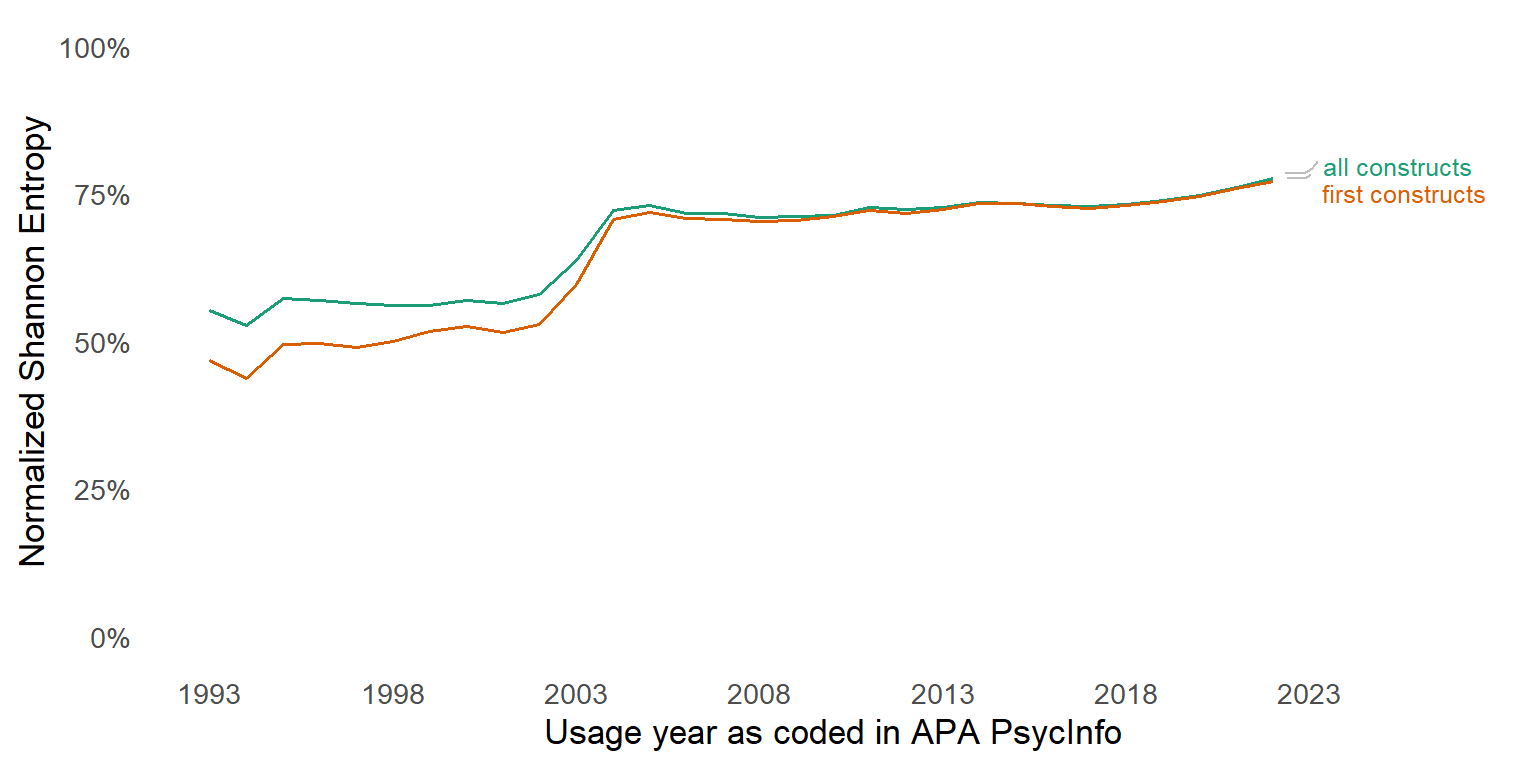 100%
75%
50%
25%
0%
Normalized Shannon Entropy
all constructs
first constructs
1993 1998 2003 2008 2013 2018 2023
Usage year as coded in APA PsycInfo